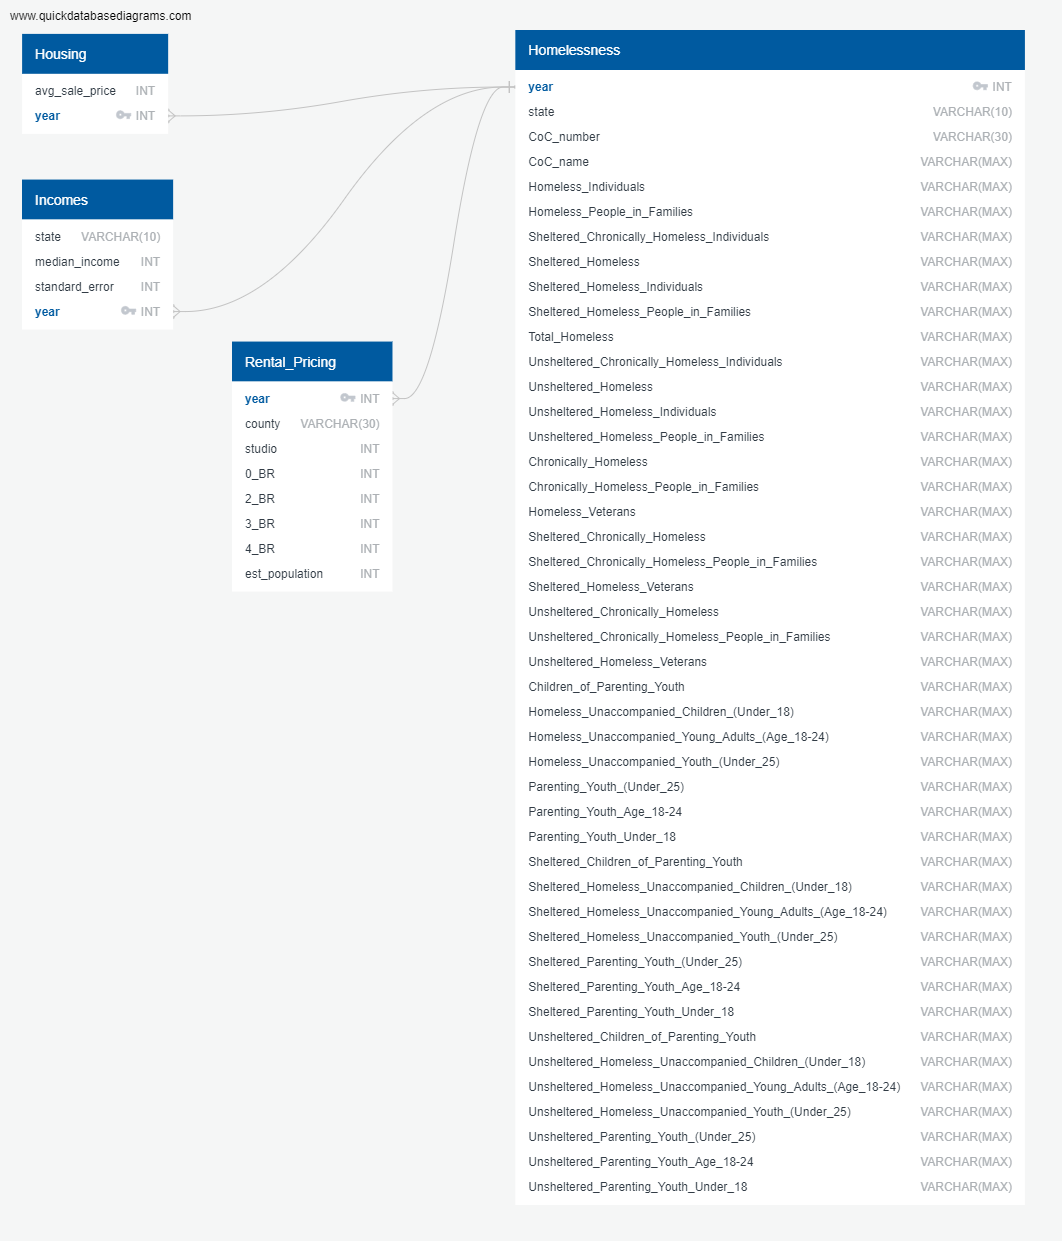 www.quickdatabasediagrams.com
Housing
avg_sale_price INT
year INT
Incomes
state VARCHAR(10)
median_income INT
standard_error INT
year INT
Rental_Pricing
year INT
county VARCHAR(30)
studio INT
0_BR INT
2_BR INT
3_BR INT
4_BR INT
est_population INT
Homelessness
year INT
state VARCHAR(10)
CoC_number VARCHAR(30)
CoC_name VARCHAR(MAX)
Homeless_Individuals VARCHAR(MAX)
Homeless_People_in_Families VARCHAR(MAX)
Sheltered_Chronically_Homeless_Individuals VARCHAR(MAX)
Sheltered_Homeless VARCHAR(MAX)
Sheltered_Homeless_Individuals VARCHAR(MAX)
Sheltered_Homeless_People_in_Families VARCHAR(MAX)
Total_Homeless VARCHAR(MAX)
Unsheltered_Chronically_Homeless_Individuals VARCHAR(MAX)
Unsheltered_Homeless VARCHAR(MAX)
Unsheltered_Homeless_Individuals VARCHAR(MAX)
Unsheltered_Homeless_People_in_Families VARCHAR(MAX)
Chronically_Homeless VARCHAR(MAX)
Chronically_Homeless_People_in_Families VARCHAR(MAX)
Homeless_Veterans VARCHAR(MAX)
Sheltered_Chronically_Homeless VARCHAR(MAX)
Sheltered_Chronically_Homeless_People_in_Families VARCHAR(MAX)
Sheltered_Homeless_Veterans VARCHAR(MAX)
Unsheltered_Chronically_Homeless VARCHAR(MAX)
Unsheltered_Chronically_Homeless_People_in_Families VARCHAR(MAX)
Unsheltered_Homeless_Veterans VARCHAR(MAX)
Children_of_Parenting_Youth VARCHAR(MAX)
Homeless_Unaccompanied_Children_(Under_18) VARCHAR(MAX)
Homeless_Unaccompanied_Young_Adults_(Age_18-24) VARCHAR(MAX)
Homeless_Unaccompanied_Youth_(Under_25) VARCHAR(MAX)
Parenting_Youth_(Under_25) VARCHAR(MAX)
Parenting_Youth_Age_18-24 VARCHAR(MAX)
Parenting_Youth_Under_18 VARCHAR(MAX)
Sheltered_Children_of_Parenting_Youth VARCHAR(MAX)
Sheltered_Homeless_Unaccompanied_Children_(Under_18) VARCHAR(MAX)
Sheltered_Homeless_Unaccompanied_Young_Adults_(Age_18-24) VARCHAR(MAX)
Sheltered_Homeless_Unaccompanied_Youth_(Under_25) VARCHAR(MAX)
Sheltered_Parenting_Youth_(Under_25) VARCHAR(MAX)
Sheltered_Parenting_Youth_Age_18-24 VARCHAR(MAX)
Sheltered_Parenting_Youth_Under_18 VARCHAR(MAX)
Unsheltered_Children_of_Parenting_Youth VARCHAR(MAX)
Unsheltered_Homeless_Unaccompanied_Children_(Under_18) VARCHAR(MAX)
Unsheltered_Homeless_Unaccompanied_Young_Adults_(Age_18-24) VARCHAR(MAX)
Unsheltered_Homeless_Unaccompanied_Youth_(Under_25) VARCHAR(MAX)
Unsheltered_Parenting_Youth_(Under_25) VARCHAR(MAX)
Unsheltered_Parenting_Youth_Age_18-24 VARCHAR(MAX)
Unsheltered_Parenting_Youth_Under_18 VARCHAR(MAX)